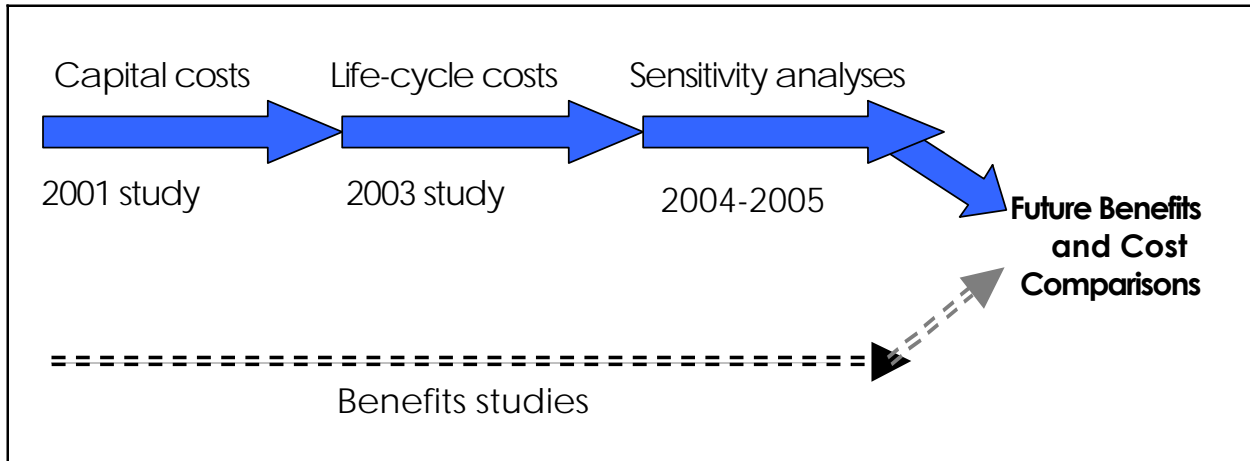 Capital costs
Life-cycle costs
Sensitivity analyses
2001 study
2003 study
2004-2005
Future Benefits
and Cost
Comparisons
Benefits studies